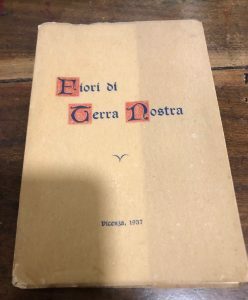 Fiori di
Terra Nostra
Vicenza, 1937